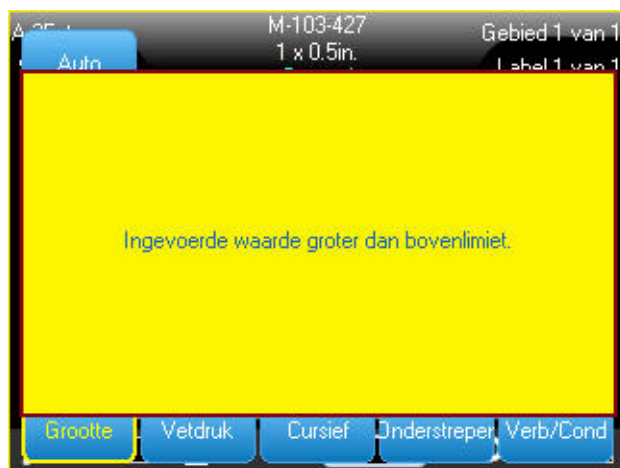 M-103-427
Gebied 1 van 1
1 x 0.5in.
Auto
Label 1 van 1
Ingevoerde waarde groter dan bovenlimiet.
Grootte Vetdruk Cursief Onderstreper Verb/Cond